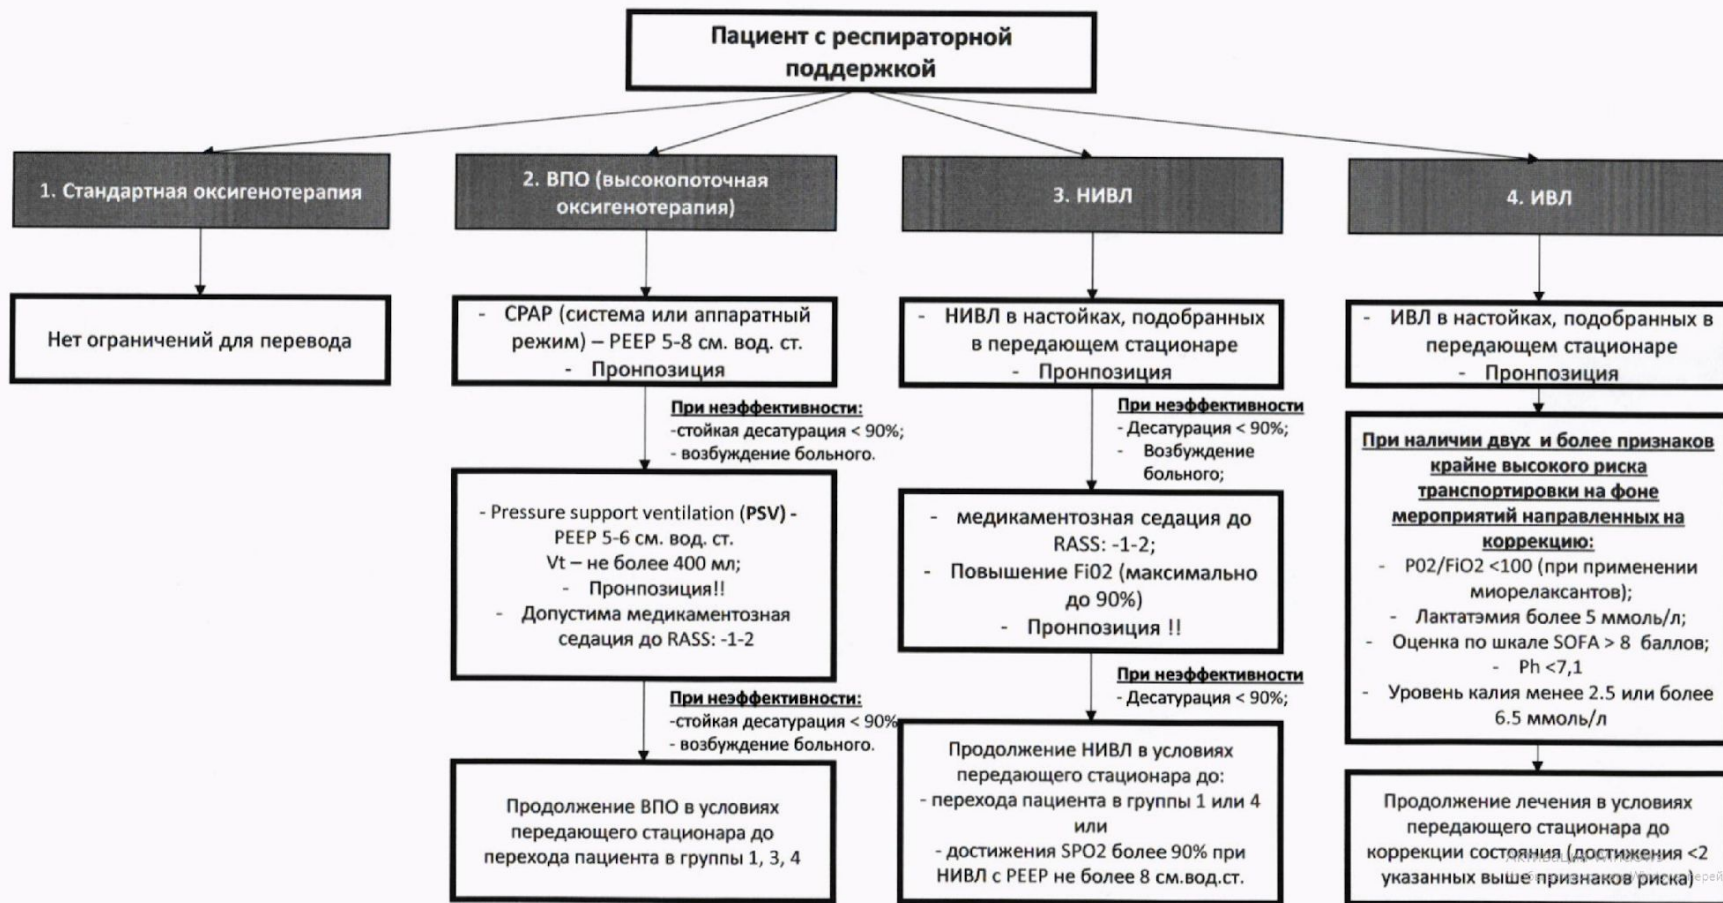 Пациент с респираторной
поддержкой
1. Стандартная оксигенотерапия
2. ВПО (высокопоточная
оксигенотерапия)
3. НИВЛ
4. ИВЛ
Нет ограничений для перевода
- CPAP (система или аппаратный
режим) – PEEP 5-8 см. вод. ст.
- Пронпозиция
При неэффективности:
-стойкая десатурация < 90%;
- возбуждение больного.
- Pressure support ventilation (PSV) -
PEEP 5-6 см. вод. ст.
Vt – не более 400 мл;
- Пронпозиция!!
- Допустима медикаментозная
седация до RASS: -1-2
При неэффективности:
-стойкая десатурация < 90%
- возбуждение больного.
Продолжение ВПО в условиях
передающего стационара до
перехода пациента в группы 1, 3, 4
- НИВЛ в настойках, подобранных
в передающем стационаре
- Пронпозиция
При неэффективности
- Десатурация < 90%;
- Возбуждение
больного;
- медикаментозная седация до
RASS: -1-2;
- Повышение Fi02 (максимально
до 90%)
- Пронпозиция !!
При неэффективности
- Десатурация < 90%;
Продолжение НИВЛ в условиях
передающего стационара до:
- перехода пациента в группы 1 или 4
или
- достижения SPO2 более 90% при
НИВЛ с PEEP не более 8 см.вод.ст.
- ИВЛ в настойках, подобранных в
передающем стационаре
- Пронпозиция
При наличии двух и более признаков
крайне высокого риска
транспортировки на фоне
мероприятий направленных на
коррекцию:
- P02/FiO2 <100 (при применении
миорелаксантов);
- Лактатэмия более 5 ммоль/л;
- Оценка по шкале SOFA > 8 баллов;
- Ph <7,1
- Уровень калия менее 2.5 или более
6.5 ммоль/л
Продолжение лечения в условиях
передающего стационара до
коррекции состояния (достижения <2
указанных выше признаков риска)